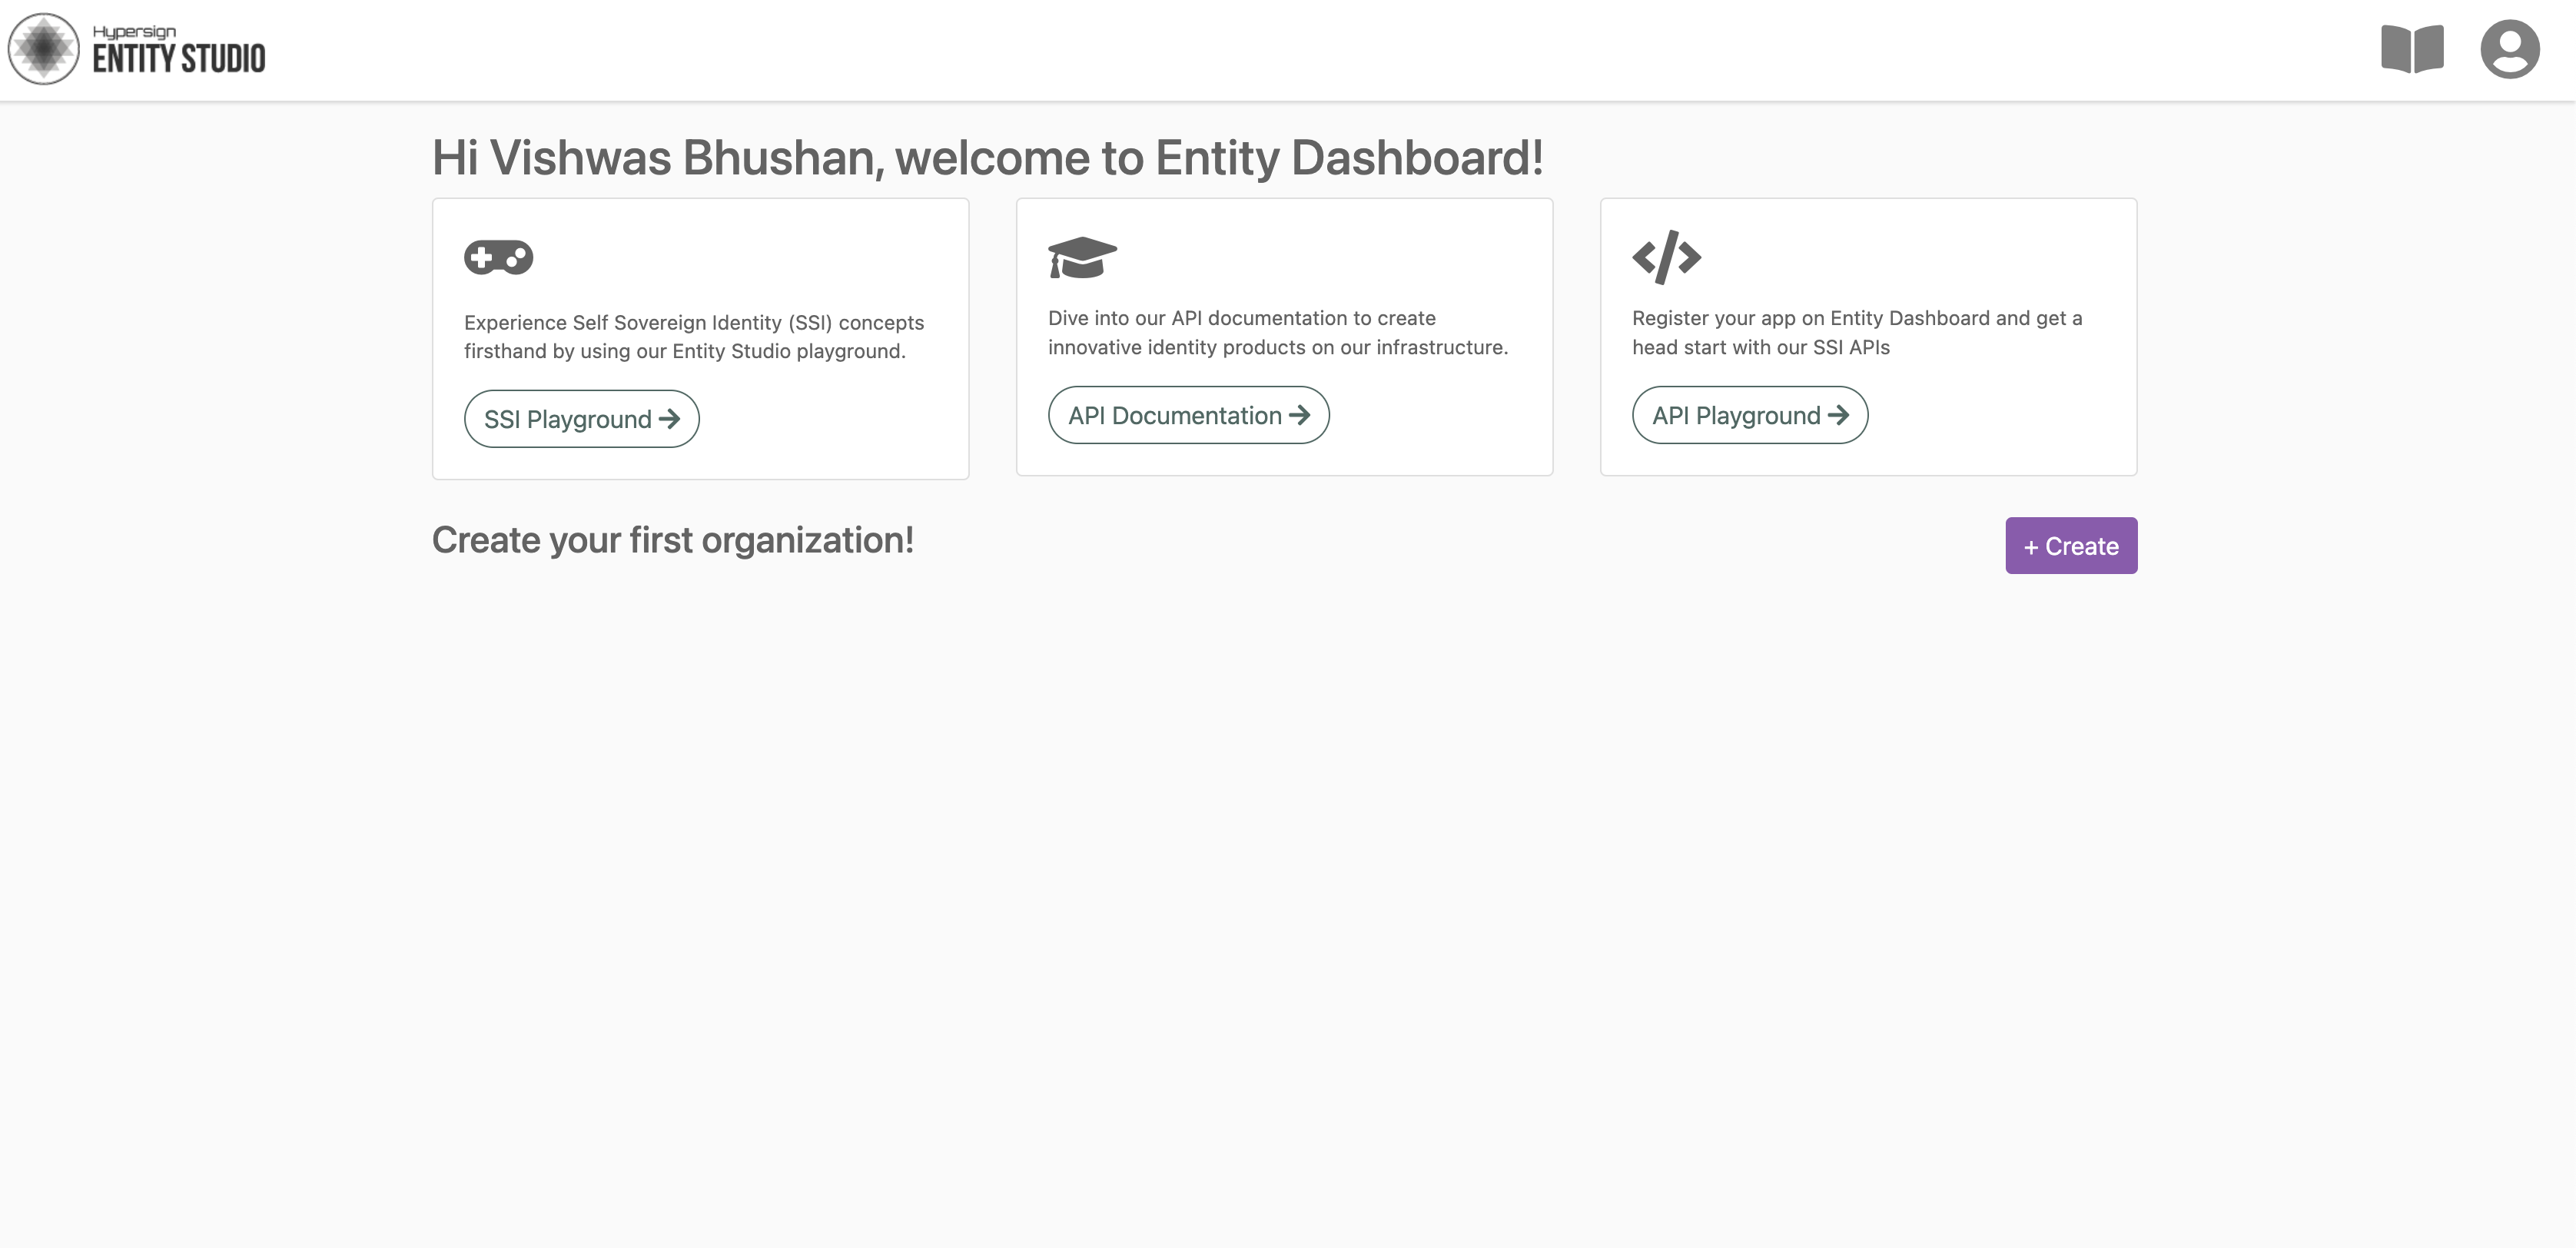 Hypersign
ENTITY STUDIO
Hi Vishwas Bhushan, welcome to Entity Dashboard!
Experience Self Sovereign Identity (SSI) concepts
firsthand by using our Entity Studio playground.
SSI Playground
Dive into our API documentation to create
innovative identity products on our infrastructure.
API Documentation
Register your app on Entity Dashboard and get a
head start with our SSI APIs
API Playground
Create your first organization!
+ Create